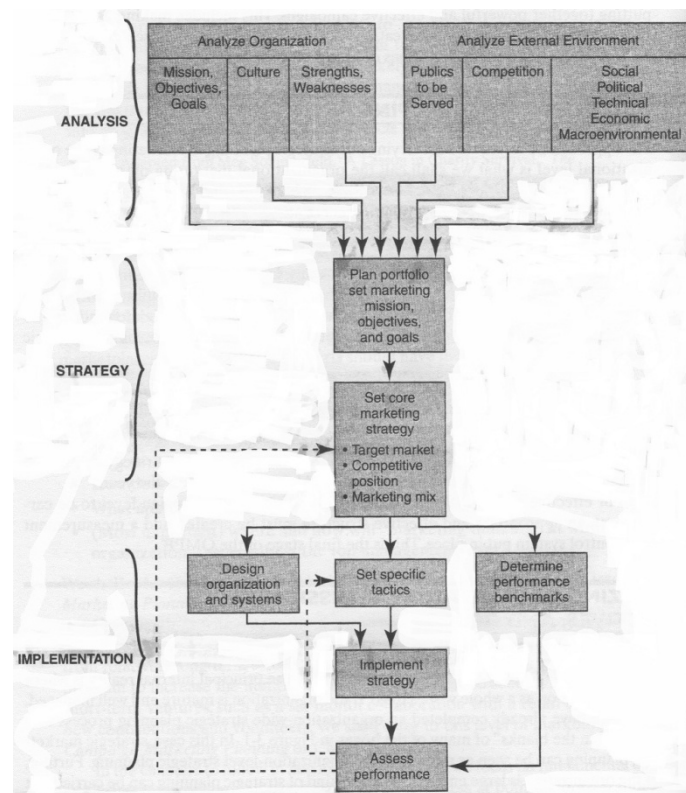 Analyze Organization
Analyze External Environment
Mission,
Objectives,
Goals
Culture
Strengths,
Weaknesses
Publics
to be
Served
Competition
Social
Political
Technical
Economic
Macroenvironmental
ANALYSIS
Plan portfolio
set marketing
mission,
objectives,
and goals
STRATEGY
Set core
marketing
strategy
• Target market
• Competitive
position
• Marketing mix
Design
organization
and systems
Set specific
tactics
Determine
performance
benchmarks
IMPLEMENTATION
Implement
strategy
Assess
performance